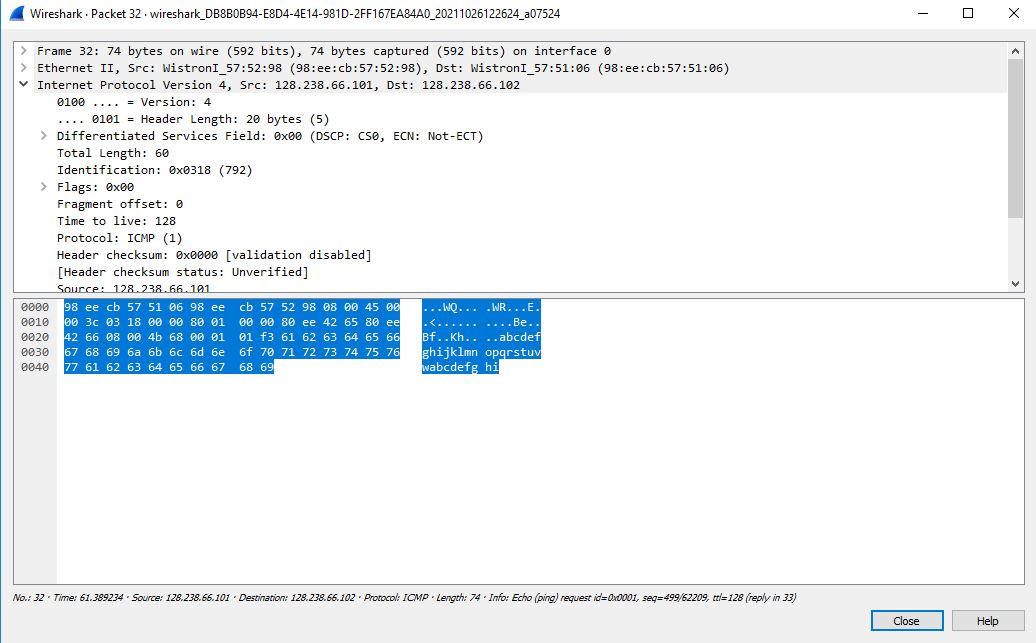 Wireshark · Packet 32 · wireshark_DB8B0B94-E8D4-4E14-981D-2FF167EA84A0_20211026122624_a07524
Frame 32: 74 bytes on wire (592 bits), 74 bytes captured (592 bits) on interface 0
Ethernet II, Src: WistronI_57:52:98 (98:ee:cb:57:52:98), Dst: WistronI_57:51:06 (98:ee:cb:57:51:06)
Internet Protocol Version 4, Src: 128.238.66.101, Dst: 128.238.66.102
0100 .... = Version: 4
.... 0101 = Header Length: 20 bytes (5)
Differentiated Services Field: 0x00 (DSCP: CS0, ECN: Not-ECT)
Total Length: 60
Identification: 0x0318 (792)
Flags: 0x00
Fragment offset: 0
Time to live: 128
Protocol: ICMP (1)
Header checksum: 0x0000 [validation disabled]
[Header checksum status: Unverified]
Source: 128.238.66.101
0000 98 ee cb 57 51 06 98 ee cb 57 52 98 08 00 45 00 ...WQ... .WR...E.
0010 00 3c 03 18 00 00 80 01 00 00 80 ee 42 65 80 ee .<...... ....Be..
0020 42 66 08 00 4b 68 00 01 01 f3 61 62 63 64 65 66 Bf..Kh.. ..abcdef
0030 67 68 69 6a 6b 6c 6d 6e 6f 70 71 72 73 74 75 76 ghijklmn opqrstuv
0040 77 61 62 63 64 65 66 67 68 69 wabcdefg hi
No.: 32 · Time: 61.389234 · Source: 128.238.66.101 · Destination: 128.238.66.102 · Protocol: ICMP · Length: 74 · Info: Echo (ping) request id=0x0001, seq=499/62209, ttl=128 (reply in 33)
Close Help